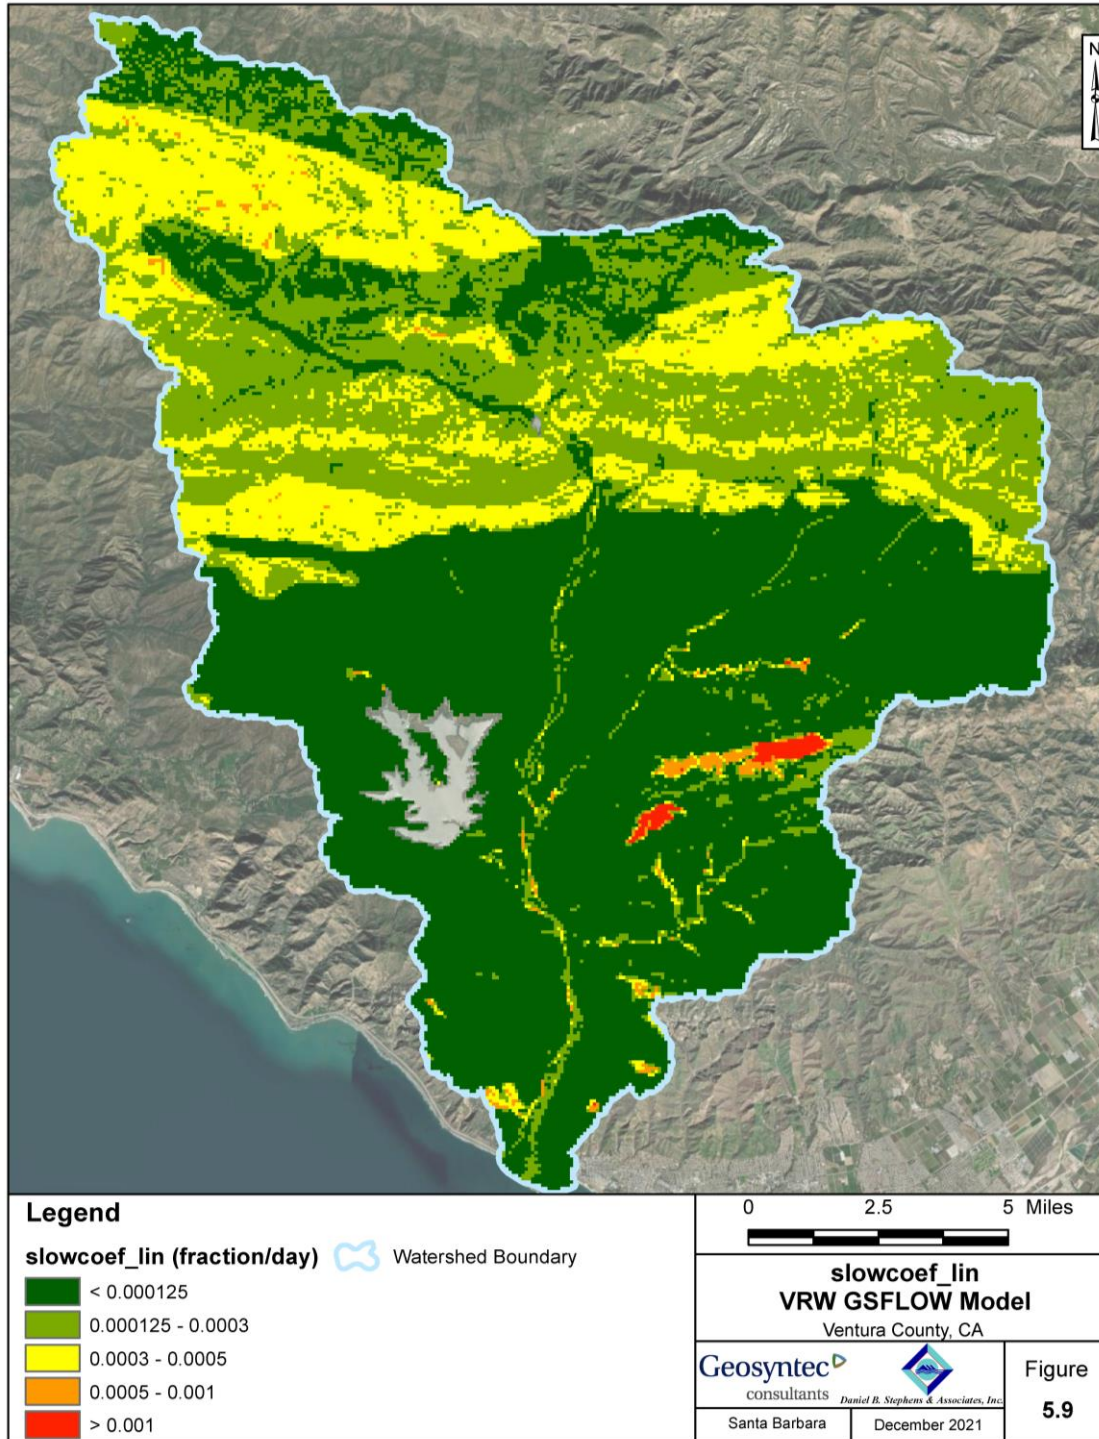 N
Legend
slowcoef_lin (fraction/day)
Watershed Boundary
< 0.000125
0.000125 - 0.0003
0.0003 - 0.0005
0.0005 - 0.001
> 0.001
0 2.5 5 Miles
slowcoef_lin
VRW GSFLOW Model
Ventura County, CA
Geosyntec
consultants
Daniel B. Stephens & Associates, Inc.
Santa Barbara
December 2021
Figure
5.9